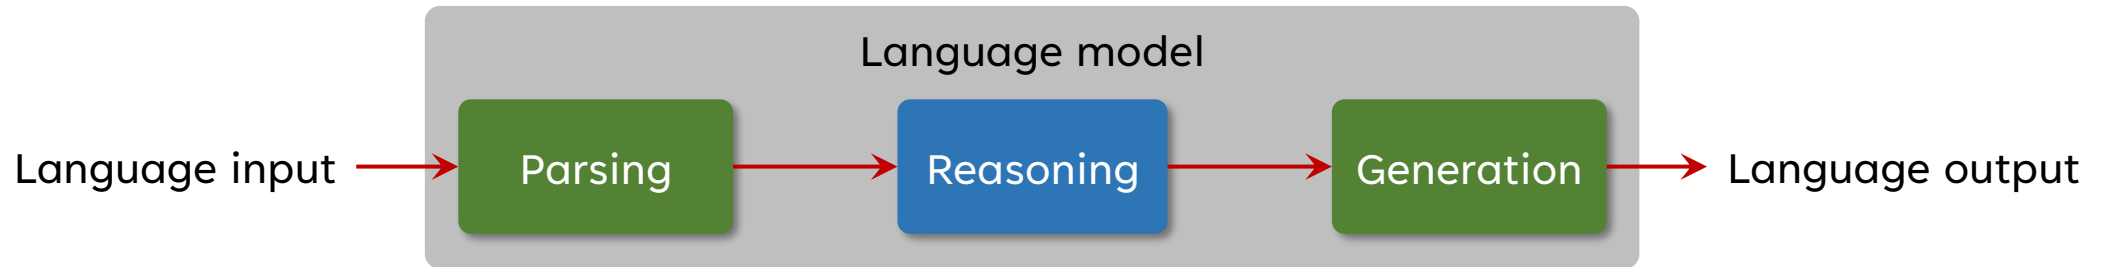 Language model
Language input
Parsing
Reasoning
Generation
Language output